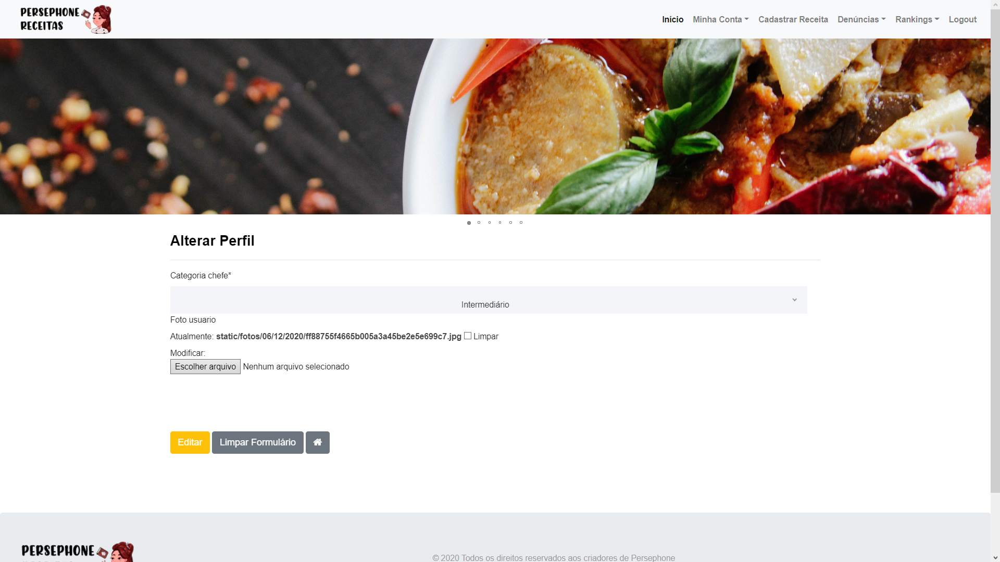 PERSEPHONE
RECEITAS
Início
Minha Conta
Cadastrar Receita
Denúncias
Rankings
Logout
Alterar Perfil
Categoria chefe*
Intermediário
Foto usuario
Atualmente: static/fotos/06/12/2020/ff88755f4665b005a3a45be2e5e699c7.jpg Limpar
Modificar:
Escolher arquivo Nenhum arquivo selecionado
Editar
Limpar Formulário
PERSEPHONE
© 2020 Todos os direitos reservados aos criadores de Persephone